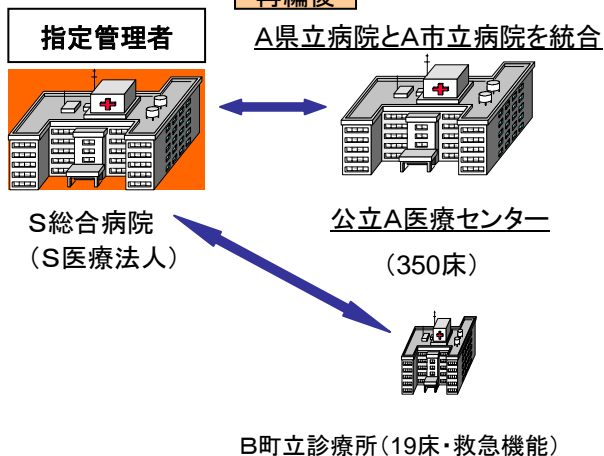 再編後
指定管理者
A県立病院とA市立病院を統合
S総合病院
(S医療法人)
公立A医療センター
(350床)
B町立診療所(19床・救急機能)